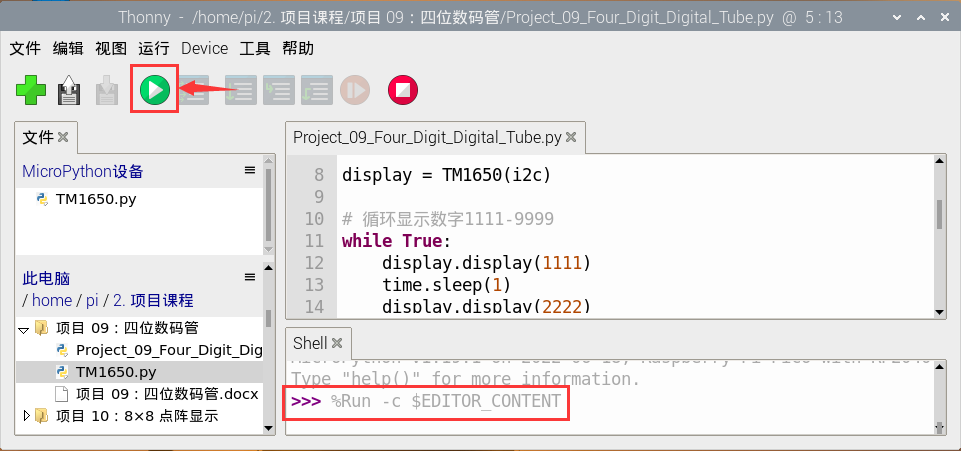 Thonny - /home/pi/2. 项目课程/项目 09：四位数码管/Project_09_Four_Digit_Digital_Tube.py @ 5 : 13
文件 编辑 视图 运行 Device 工具 帮助
文件
MicroPython设备
TM1650.py
此电脑
/ home / pi / 2. 项目课程
项目 09：四位数码管
Project_09_Four_Digit_Dig
TM1650.py
项目 09：四位数码管.docx
项目 10：8×8 点阵显示
Project_09_Four_Digit_Digital_Tube.py
8 display = TM1650(i2c)
9
10 # 循环显示数字1111-9999
11 while True:
12 display.display(1111)
13 time.sleep(1)
14 display.display(2222)
Shell
Type "help()" for more information.
>>> %Run -c $EDITOR_CONTENT